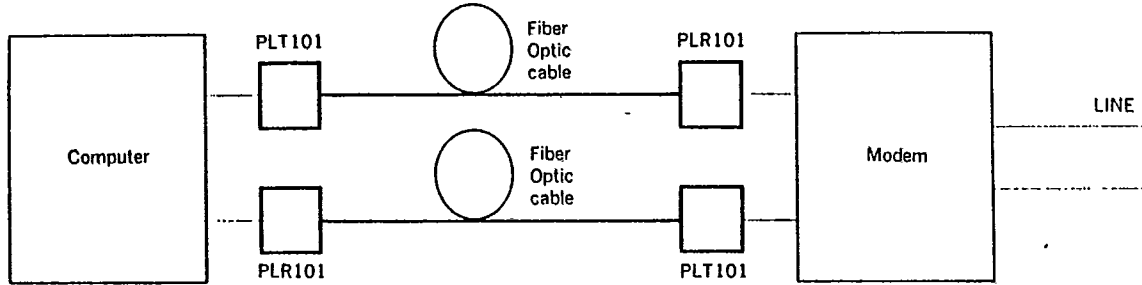 PLT101
Fiber
Optic
cable
PLR101
LINE
Computer
Modem
Fiber
Optic
cable
PLR101
PLT101